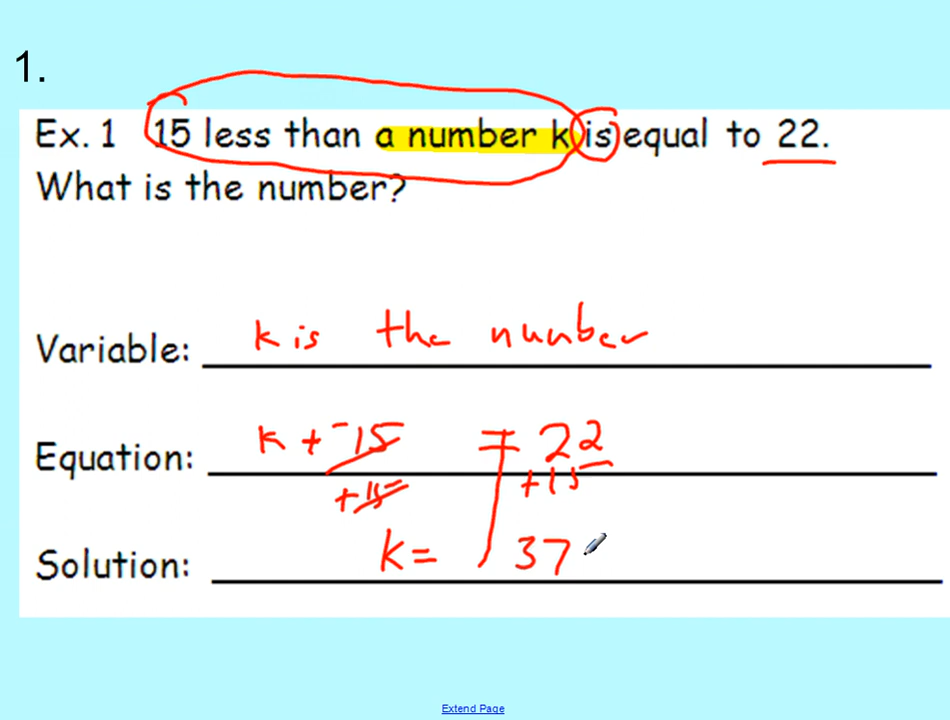 1.
Ex. 1 15 less than a number k is equal to 22.
What is the number?
Variable: k is the number
Equation: k + -15 = 22
+15 +15
Solution: k = 37
Extend Page